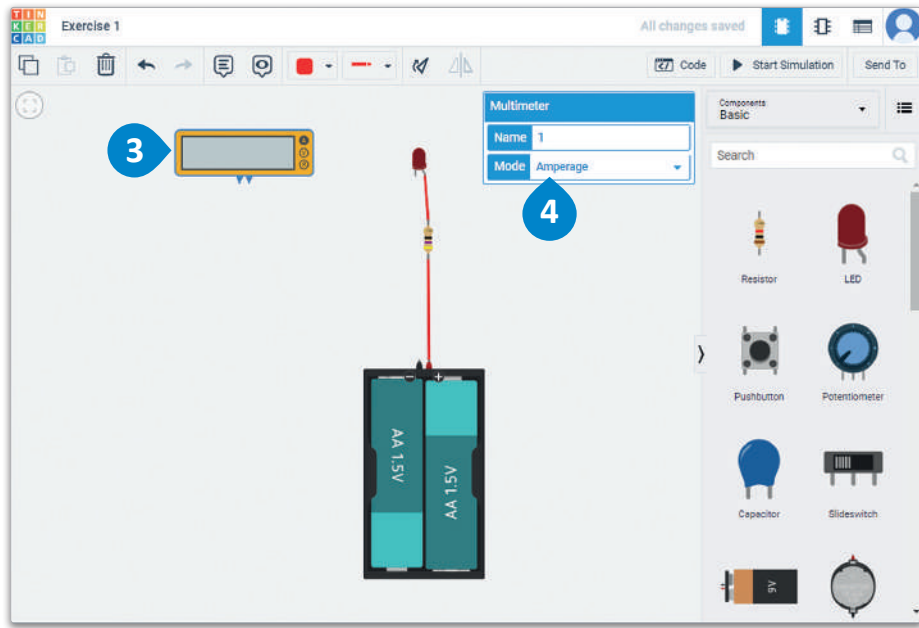 TIN
KER
CAD
Exercise 1
All changes saved
Code
Start Simulation
Send To
3
Multimeter
Name 1
Mode Amperage
4
Components
Basic
Search
Resistor
LED
Pushbutton
Potentiometer
Capacitor
Slideswitch
AA 1.5V
AA 1.5V
9V
A
V
R
- +